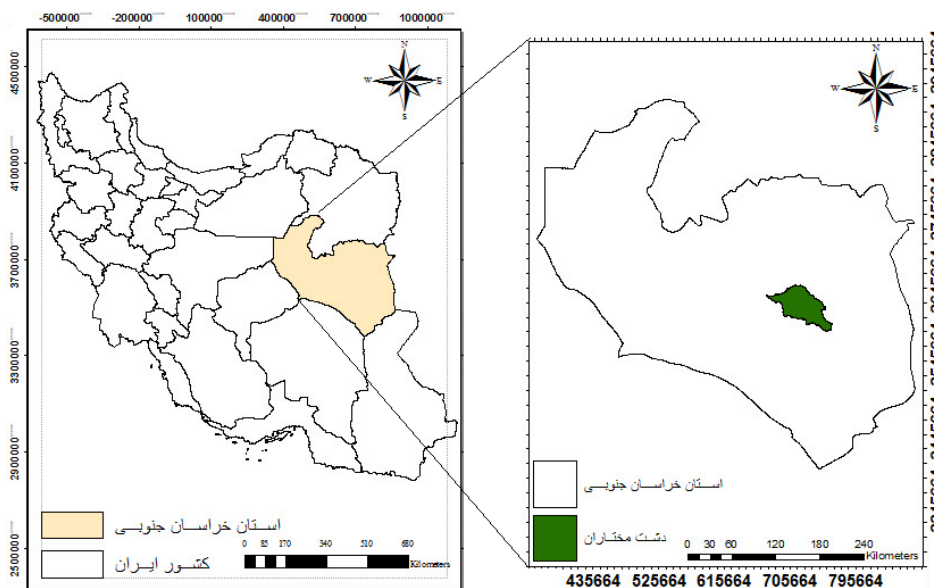 -500000 -200000 100000 400000 700000 1000000
4500000
4100000
3700000
3300000
2900000
2500000
N
W E
S
استان خراسان جنوبی
کشور ایران
0 85 170 340 510 680
Kilometers
N
W E
S
استان خراسان جنوبی
دشت مختاران
0 30 60 120 180 240
Kilometers
435664 525664 615664 705664 795664